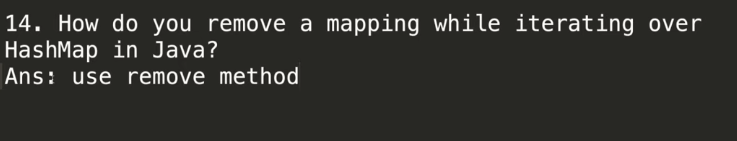 14. How do you remove a mapping while iterating over
HashMap in Java?
Ans: use remove method